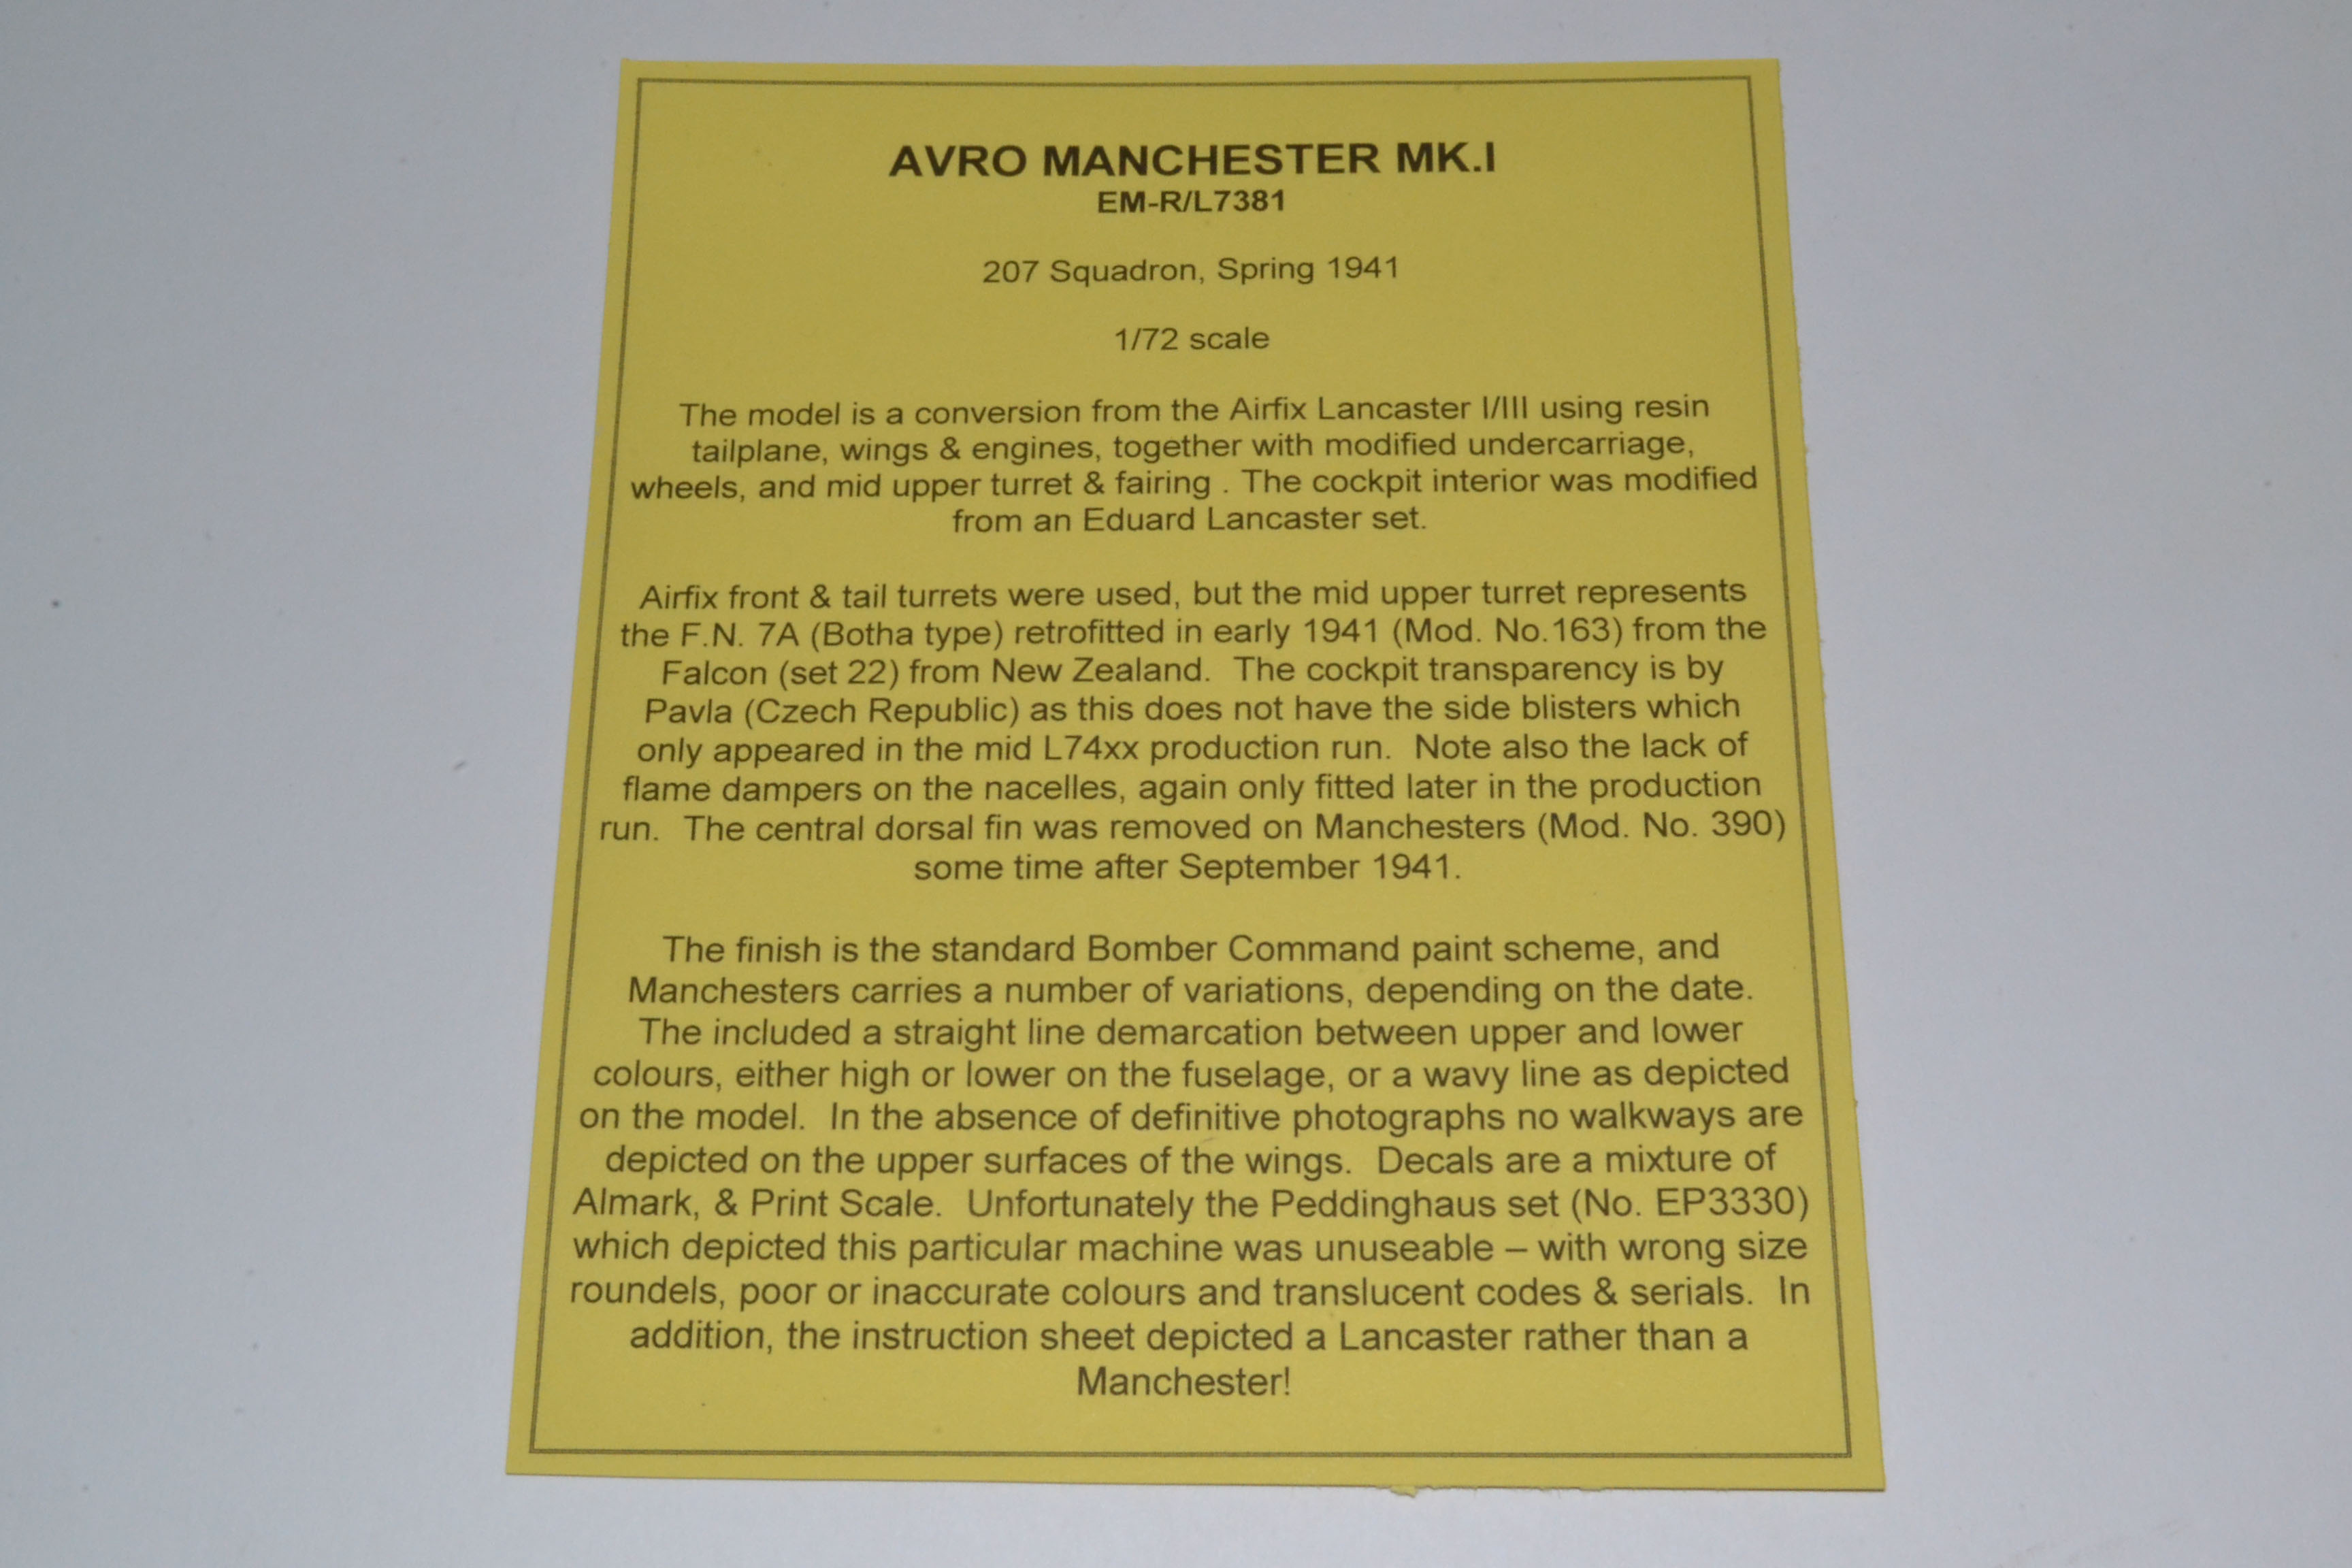 AVRO MANCHESTER MK.I
EM-R/L7381
207 Squadron, Spring 1941
1/72 scale
The model is a conversion from the Airfix Lancaster I/III using resin
tailplane, wings & engines, together with modified undercarriage,
wheels, and mid upper turret & fairing . The cockpit interior was modified
from an Eduard Lancaster set.
Airfix front & tail turrets were used, but the mid upper turret represents
the F.N. 7A (Botha type) retrofitted in early 1941 (Mod. No.163) from the
Falcon (set 22) from New Zealand.  The cockpit transparency is by
Pavla (Czech Republic) as this does not have the side blisters which
only appeared in the mid L74xx production run.  Note also the lack of
flame dampers on the nacelles, again only fitted later in the production
run.  The central dorsal fin was removed on Manchesters (Mod. No. 390)
some time after September 1941.
The finish is the standard Bomber Command paint scheme, and
Manchesters carries a number of variations, depending on the date.
The included a straight line demarcation between upper and lower
colours, either high or lower on the fuselage, or a wavy line as depicted
on the model.  In the absence of definitive photographs no walkways are
depicted on the upper surfaces of the wings.  Decals are a mixture of
Almark, & Print Scale.  Unfortunately the Peddinghaus set (No. EP3330)
which depicted this particular machine was unuseable – with wrong size
roundels, poor or inaccurate colours and translucent codes & serials.  In
addition, the instruction sheet depicted a Lancaster rather than a
Manchester!